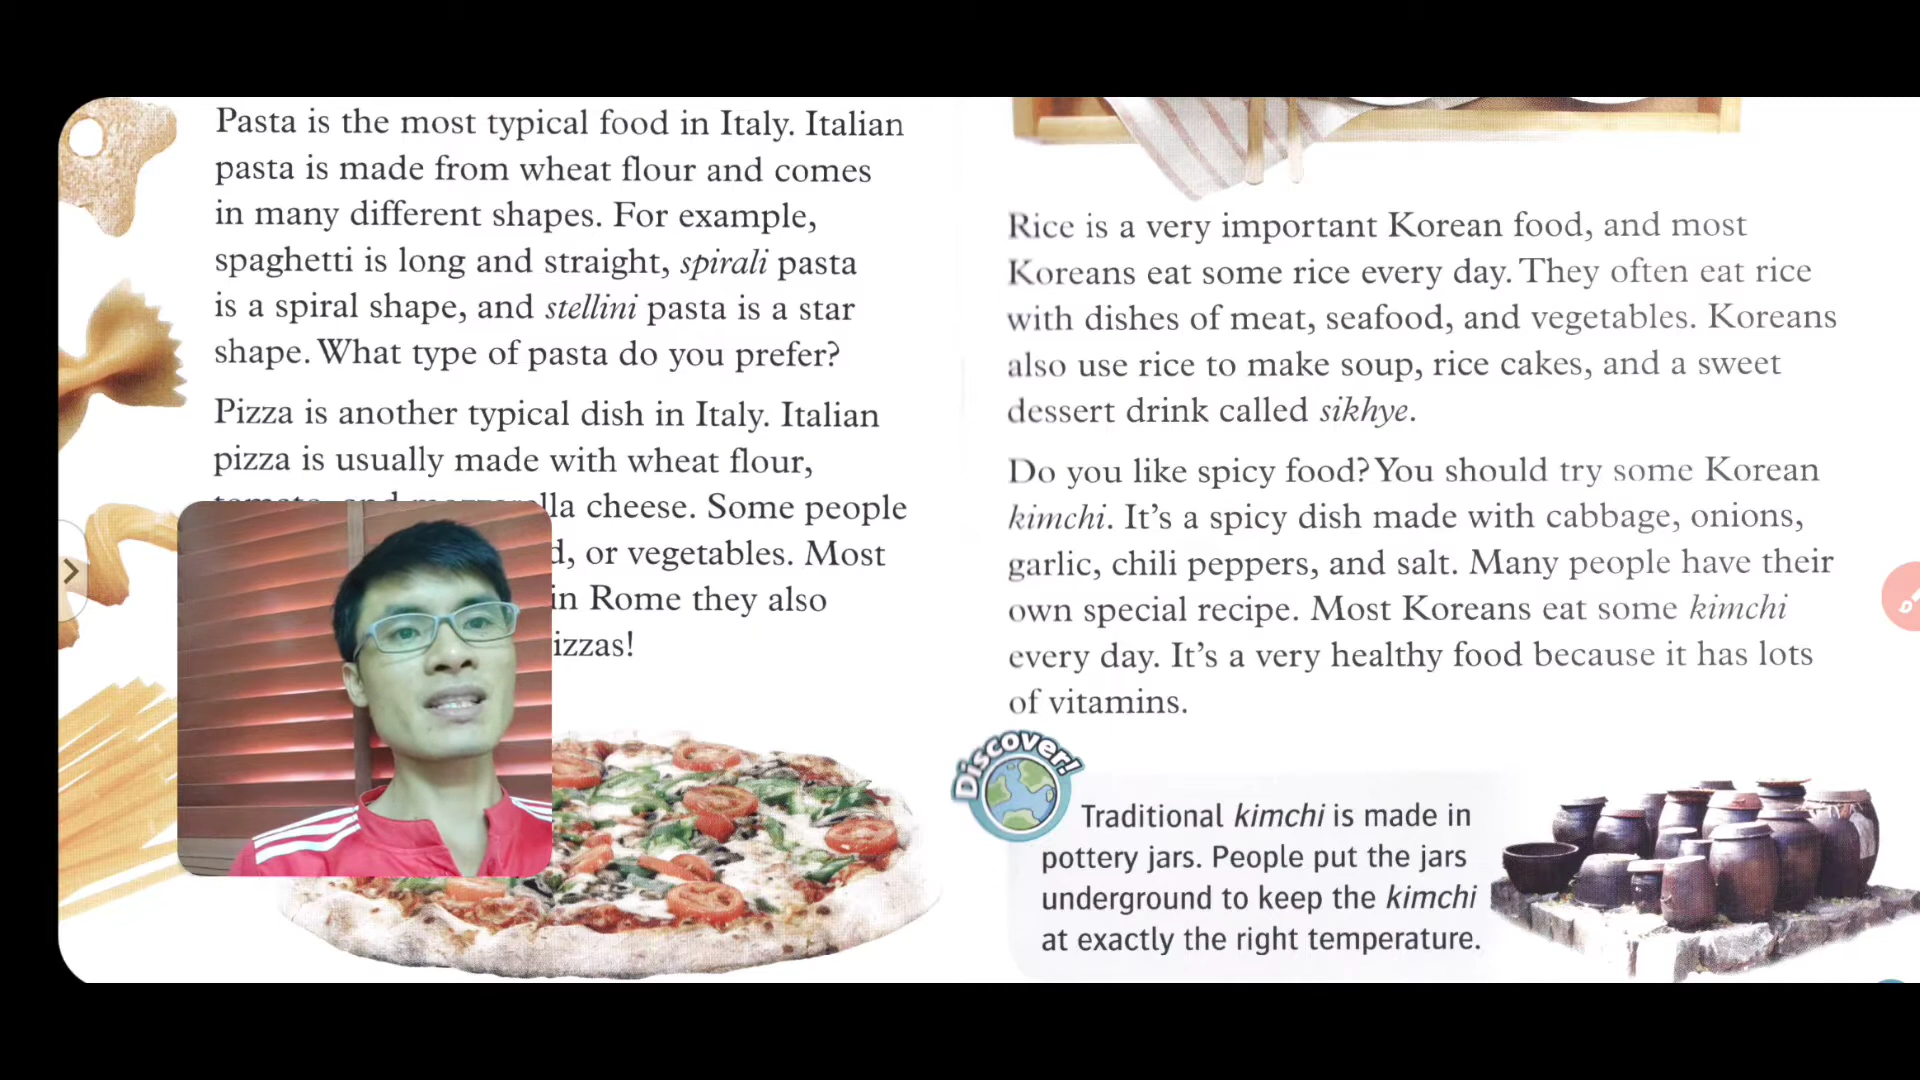 Pasta is the most typical food in Italy. Italian
pasta is made from wheat flour and comes
in many different shapes. For example,
spaghetti is long and straight, spirali pasta
is a spiral shape, and stellini pasta is a star
shape. What type of pasta do you prefer?
Pizza is another typical dish in Italy. Italian
pizza is usually made with wheat flour,
cheese. Some people
or vegetables. Most
in Rome they also
Rice is a very important Korean food, and most
Koreans eat some rice every day. They often eat rice
with dishes of meat, seafood, and vegetables. Koreans
also use rice to make soup, rice cakes, and a sweet
dessert drink called sikhye.
Do you like spicy food? You should try some Korean
kimchi. It's a spicy dish made with cabbage, onions,
garlic, chili peppers, and salt. Many people have their
own special recipe. Most Koreans eat some kimchi
every day. It's a very healthy food because it has lots
of vitamins.
Discover!
Traditional kimchi is made in
pottery jars. People put the jars
underground to keep the kimchi
at exactly the right temperature.